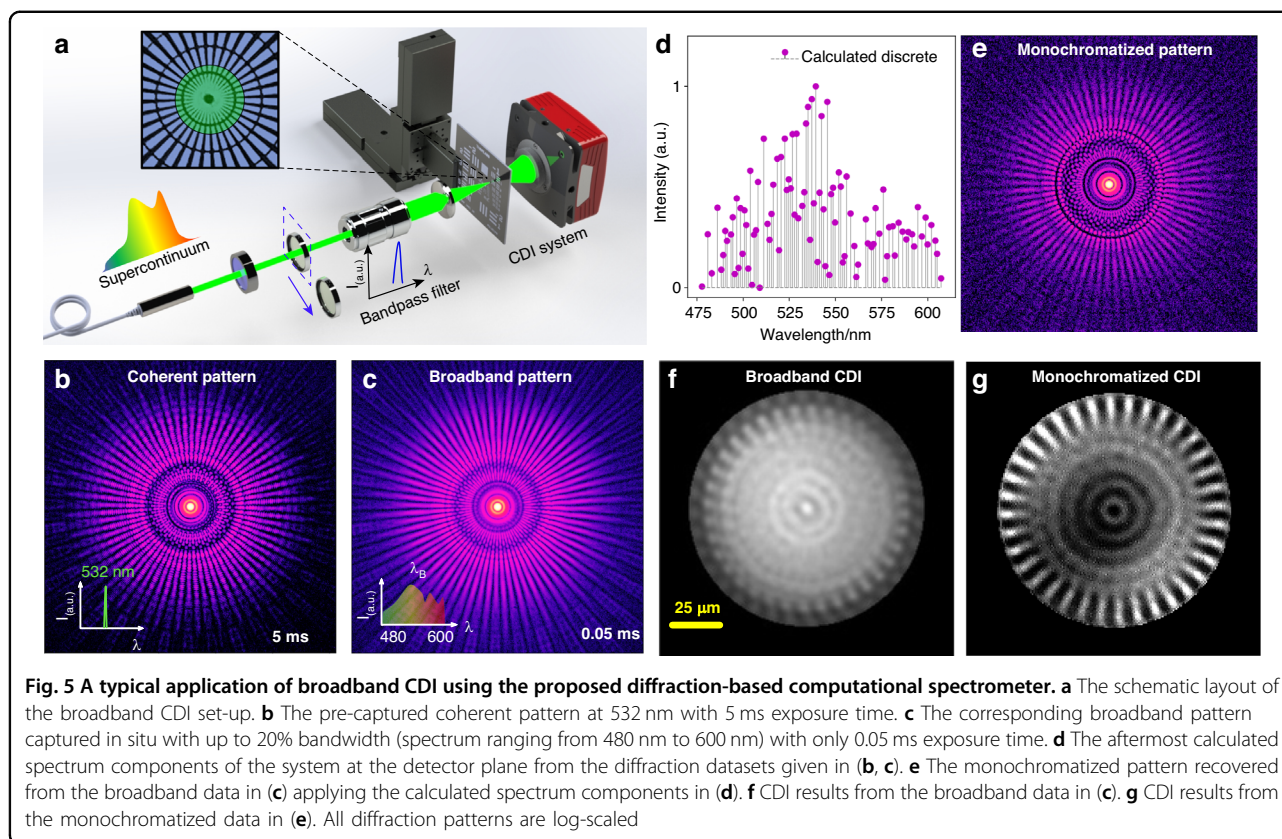 a
Supercontinuum
I(a.u.)
λ
Bandpass filter
CDI system
d
Calculated discrete
1
0
Intensity (a.u.)
475 500 525 550 575 600
Wavelength/nm
e
Monochromatized pattern
b
Coherent pattern
532 nm
I(a.u.)
λ
5 ms
c
Broadband pattern
λB
I(a.u.)
480 600
λ
0.05 ms
f
Broadband CDI
25 μm
g
Monochromatized CDI
Fig. 5 A typical application of broadband CDI using the proposed diffraction-based computational spectrometer. a The schematic layout of
the broadband CDI set-up. b The pre-captured coherent pattern at 532 nm with 5 ms exposure time. c The corresponding broadband pattern
captured in situ with up to 20% bandwidth (spectrum ranging from 480 nm to 600 nm) with only 0.05 ms exposure time. d The aftermost calculated
spectrum components of the system at the detector plane from the diffraction datasets given in (b, c). e The monochromatized pattern recovered
from the broadband data in (c) applying the calculated spectrum components in (d). f CDI results from the broadband data in (c). g CDI results from
the monochromatized data in (e). All diffraction patterns are log-scaled